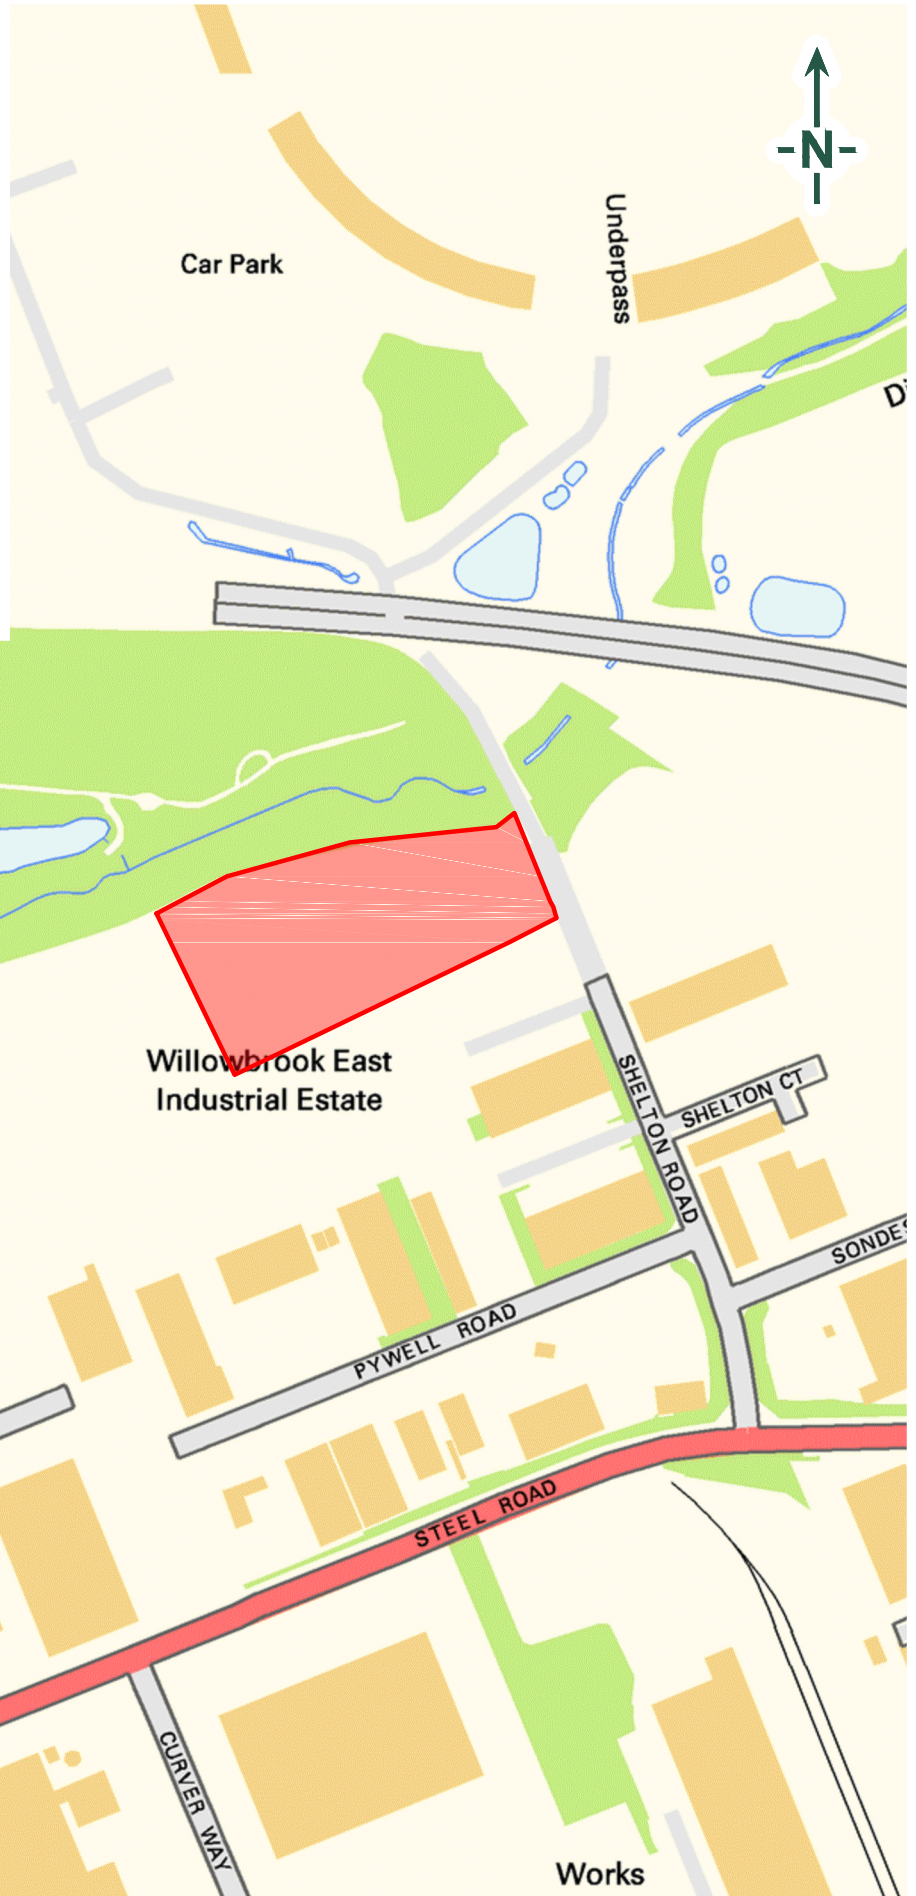 -N-
Underpass
Car Park
Di
Willowbrook East
Industrial Estate
SHELTON ROAD
SHELTON CT
SONDES
PYWELL ROAD
STEEL ROAD
CURVER WAY
Works